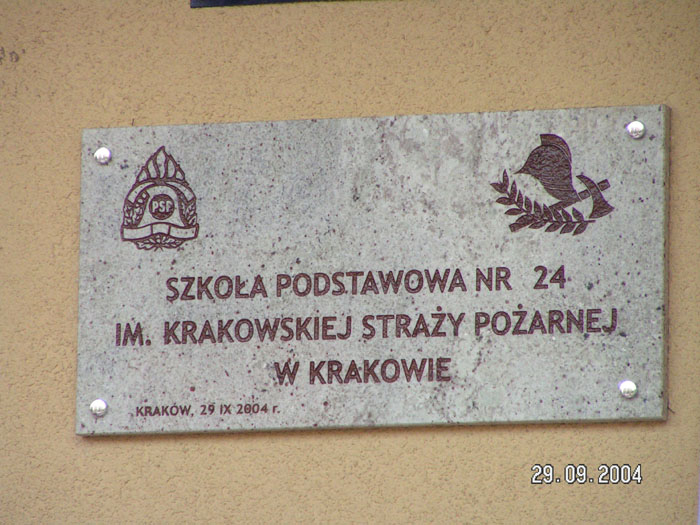 PSP
SZKOŁA PODSTAWOWA NR 24
IM. KRAKOWSKIEJ STRAŻY POŻARNEJ
W KRAKOWIE
KRAKÓW, 29 IX 2004 r.
29.09.2004